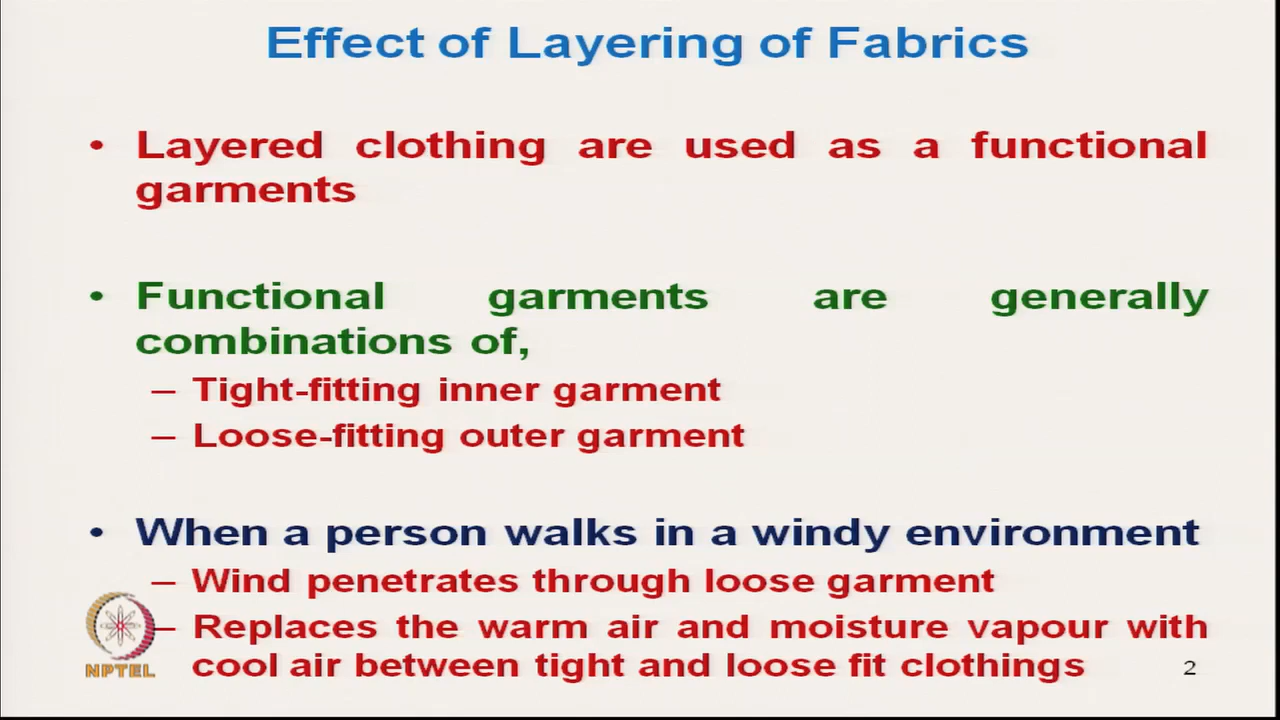 Effect of Layering of Fabrics
• Layered clothing are used as a functional
garments
• Functional garments are generally
combinations of,
– Tight-fitting inner garment
– Loose-fitting outer garment
• When a person walks in a windy environment
– Wind penetrates through loose garment
– Replaces the warm air and moisture vapour with
cool air between tight and loose fit clothings
NPTEL
2